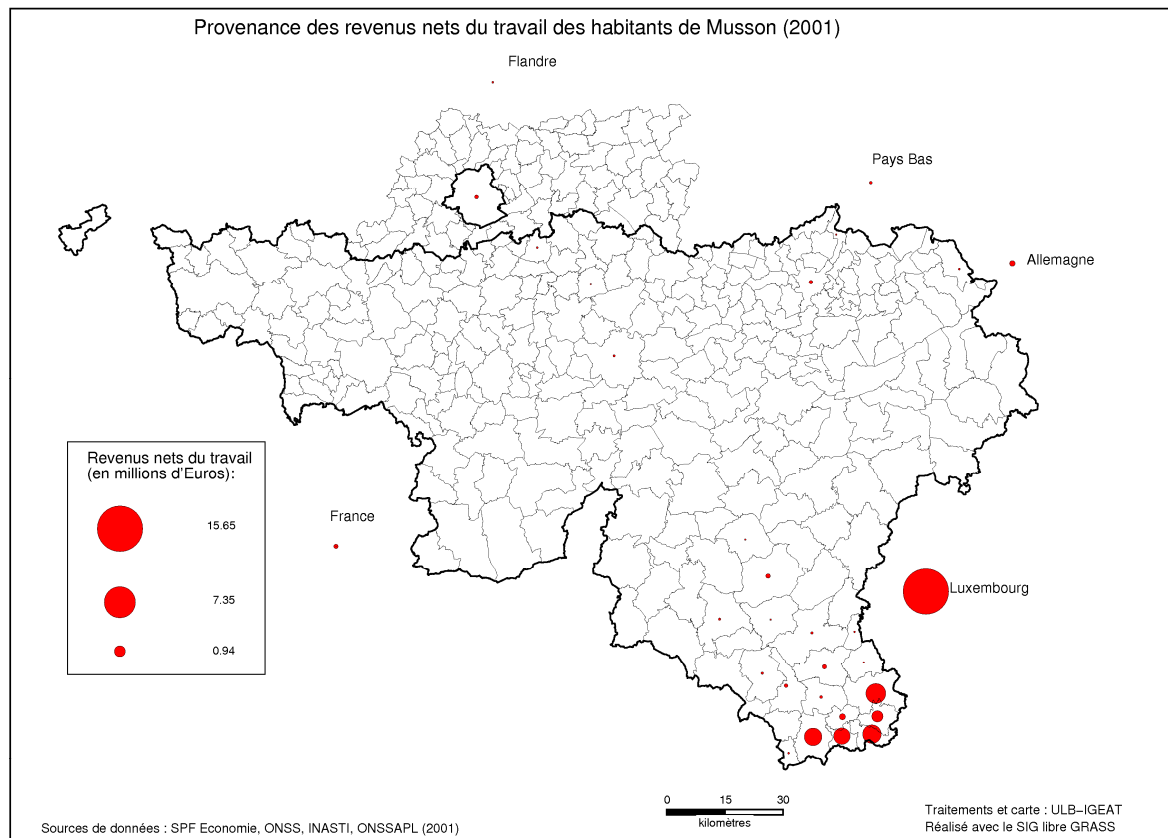 Provenance des revenus nets du travail des habitants de Musson (2001)
Flandre
Pays Bas
Allemagne
Revenus nets du travail
(en millions d'Euros):
15.65
7.35
0.94
France
Luxembourg
0 15 30
kilomètres
Sources de données : SPF Economie, ONSS, INASTI, ONSSAPL (2001)
Traitements et carte : ULB–IGEAT
Réalisé avec le SIG libre GRASS